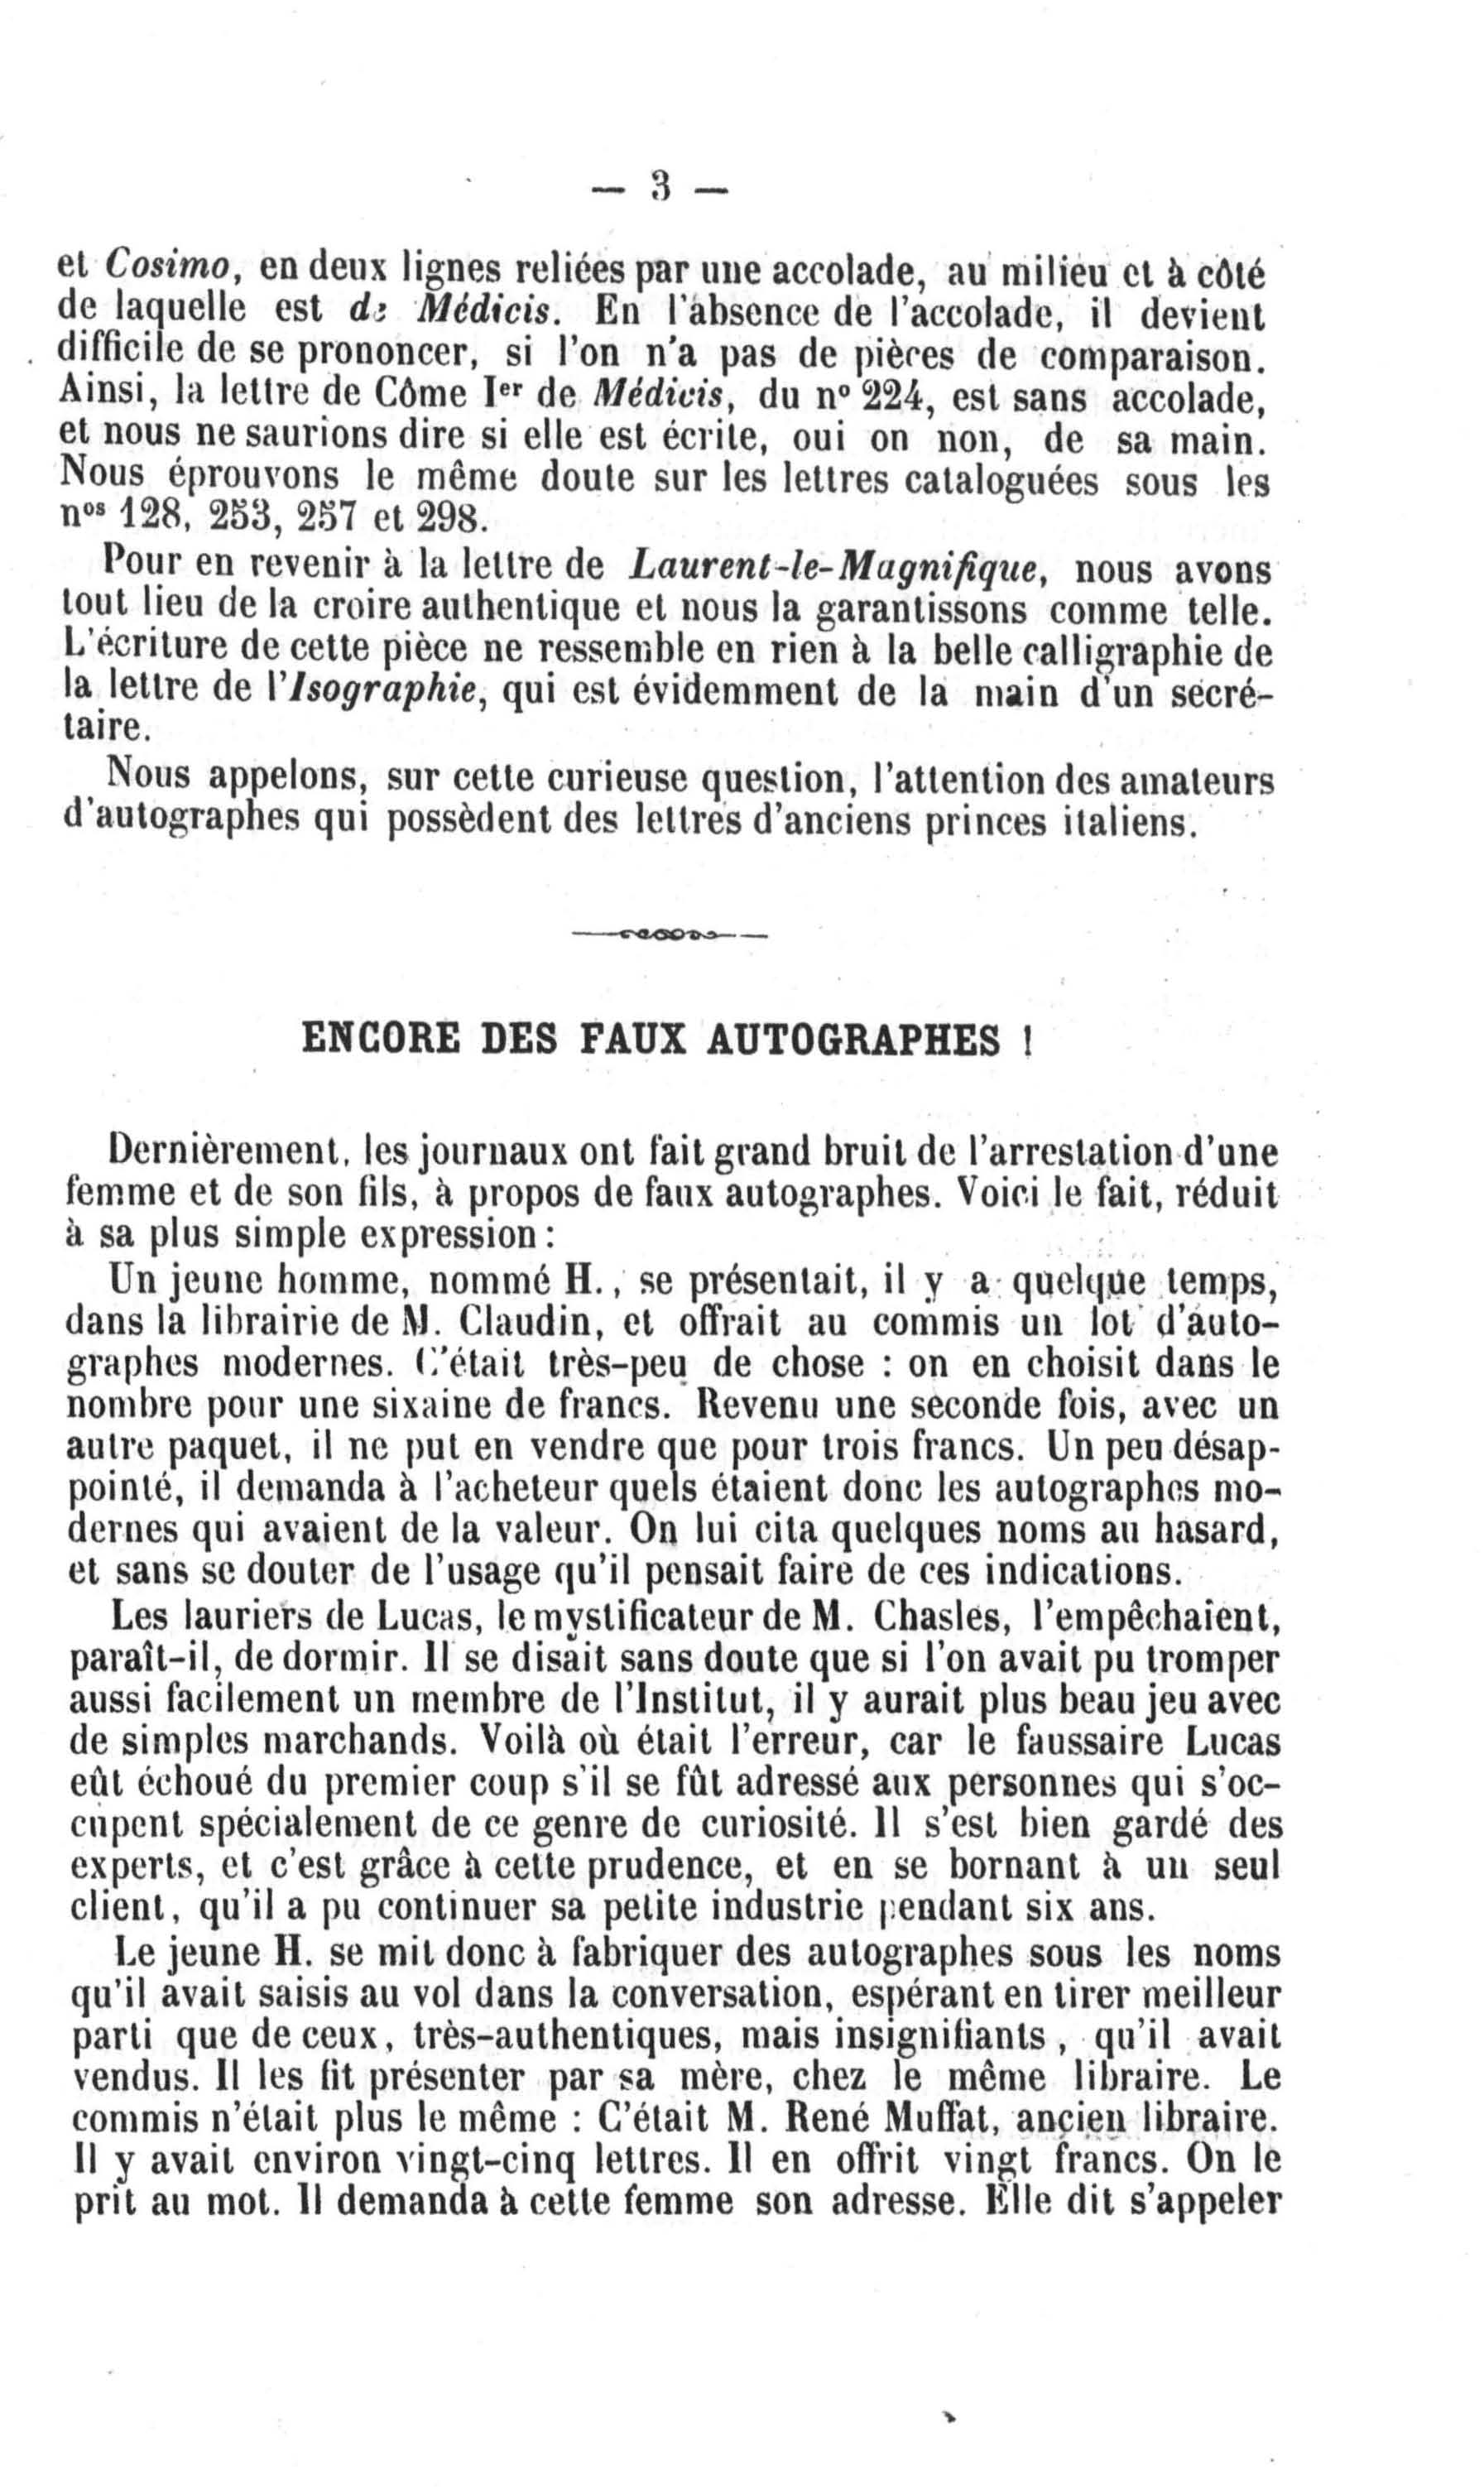 — 3 —
et Cosimo, en deux lignes reliées par une accolade, au milieu et à côté
de laquelle est de Médicis. En l'absence de l'accolade, il devient
difficile de se prononcer, si l'on n'a pas de pièces de comparaison.
Ainsi, la lettre de Côme Ier de Médicis, du no 224, est sans accolade,
et nous ne saurions dire si elle est écrite, oui on non, de sa main.
Nous éprouvons le même doute sur les lettres cataloguées sous les
nos 128, 253, 257 et 298.
Pour en revenir à la lettre de Laurent-le-Magnifique, nous avons
tout lieu de la croire authentique et nous la garantissons comme telle.
L'écriture de cette pièce ne ressemble en rien à la belle calligraphie de
la lettre de l'Isographie, qui est évidemment de la main d'un secré-
taire.
Nous appelons, sur cette curieuse question, l'attention des amateurs
d'autographes qui possèdent des lettres d'anciens princes italiens.
ENCORE DES FAUX AUTOGRAPHES !
Dernièrement, les journaux ont fait grand bruit de l'arrestation d'une
femme et de son fils, à propos de faux autographes. Voici le fait, réduit
à sa plus simple expression :
Un jeune homme, nommé H., se présentait, il y a quelque temps,
dans la librairie de M. Claudin, et offrait au commis un lot d'auto-
graphes modernes. C'était très-peu de chose : on en choisit dans le
nombre pour une sixaine de francs. Revenu une seconde fois, avec un
autre paquet, il ne put en vendre que pour trois francs. Un peu désap-
pointé, il demanda à l'acheteur quels étaient donc les autographes mo-
dernes qui avaient de la valeur. On lui cita quelques noms au hasard,
et sans se douter de l'usage qu'il pensait faire de ces indications.
Les lauriers de Lucas, le mystificateur de M. Chasles, l'empêchaient,
paraît-il, de dormir. Il se disait sans doute que si l'on avait pu tromper
aussi facilement un membre de l'Institut, il y aurait plus beau jeu avec
de simples marchands. Voilà où était l'erreur, car le faussaire Lucas
eût échoué du premier coup s'il se fût adressé aux personnes qui s'oc-
cupent spécialement de ce genre de curiosité. Il s'est bien gardé des
experts, et c'est grâce à cette prudence, et en se bornant à un seul
client, qu'il a pu continuer sa petite industrie pendant six ans.
Le jeune H. se mit donc à fabriquer des autographes sous les noms
qu'il avait saisis au vol dans la conversation, espérant en tirer meilleur
parti que de ceux, très-authentiques, mais insignifiants, qu'il avait
vendus. Il les fit présenter par sa mère, chez le même libraire. Le
commis n'était plus le même : C'était M. René Muffat, ancien libraire.
Il y avait environ vingt-cinq lettres. Il en offrit vingt francs. On le
prit au mot. Il demanda à cette femme son adresse. Elle dit s'appeler